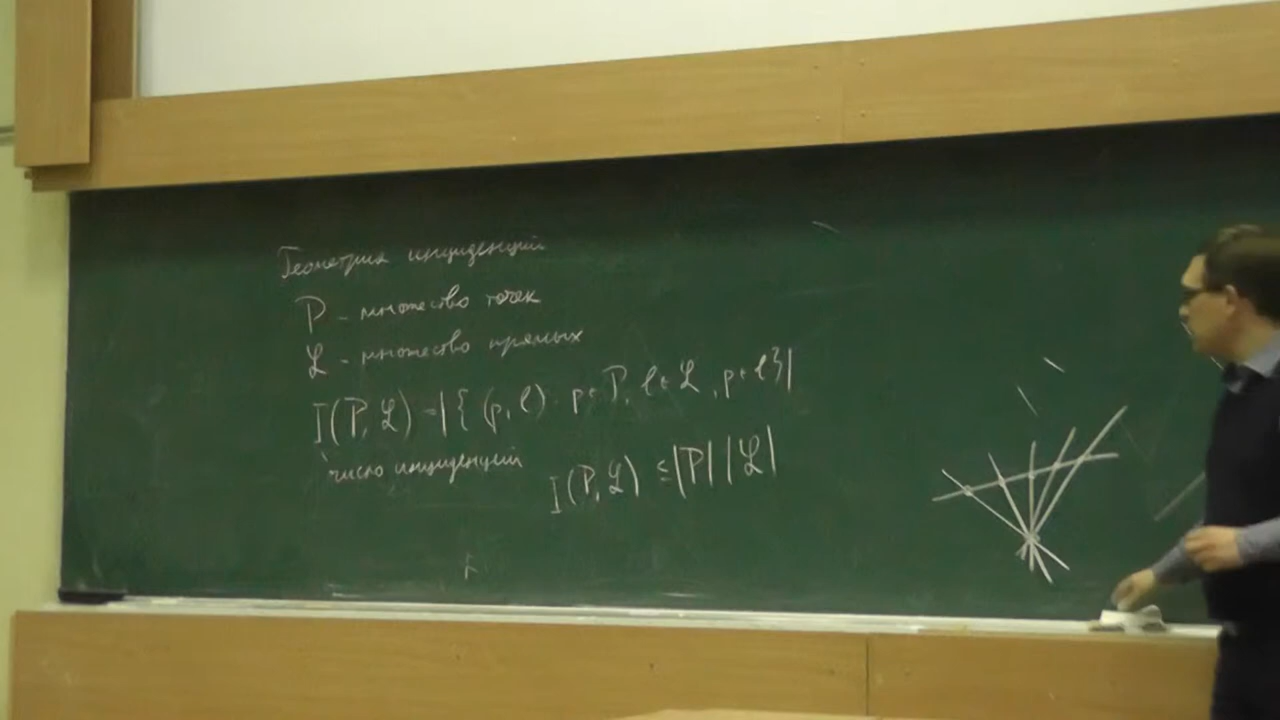 Геометрия инциденций
P - множество точек
ℒ - множество прямых
I(P, ℒ) = |{(p, l) : p ∈ P, l ∈ ℒ, p ∈ l}|
число инциденций
I(P, ℒ) ≤ |P| |ℒ|